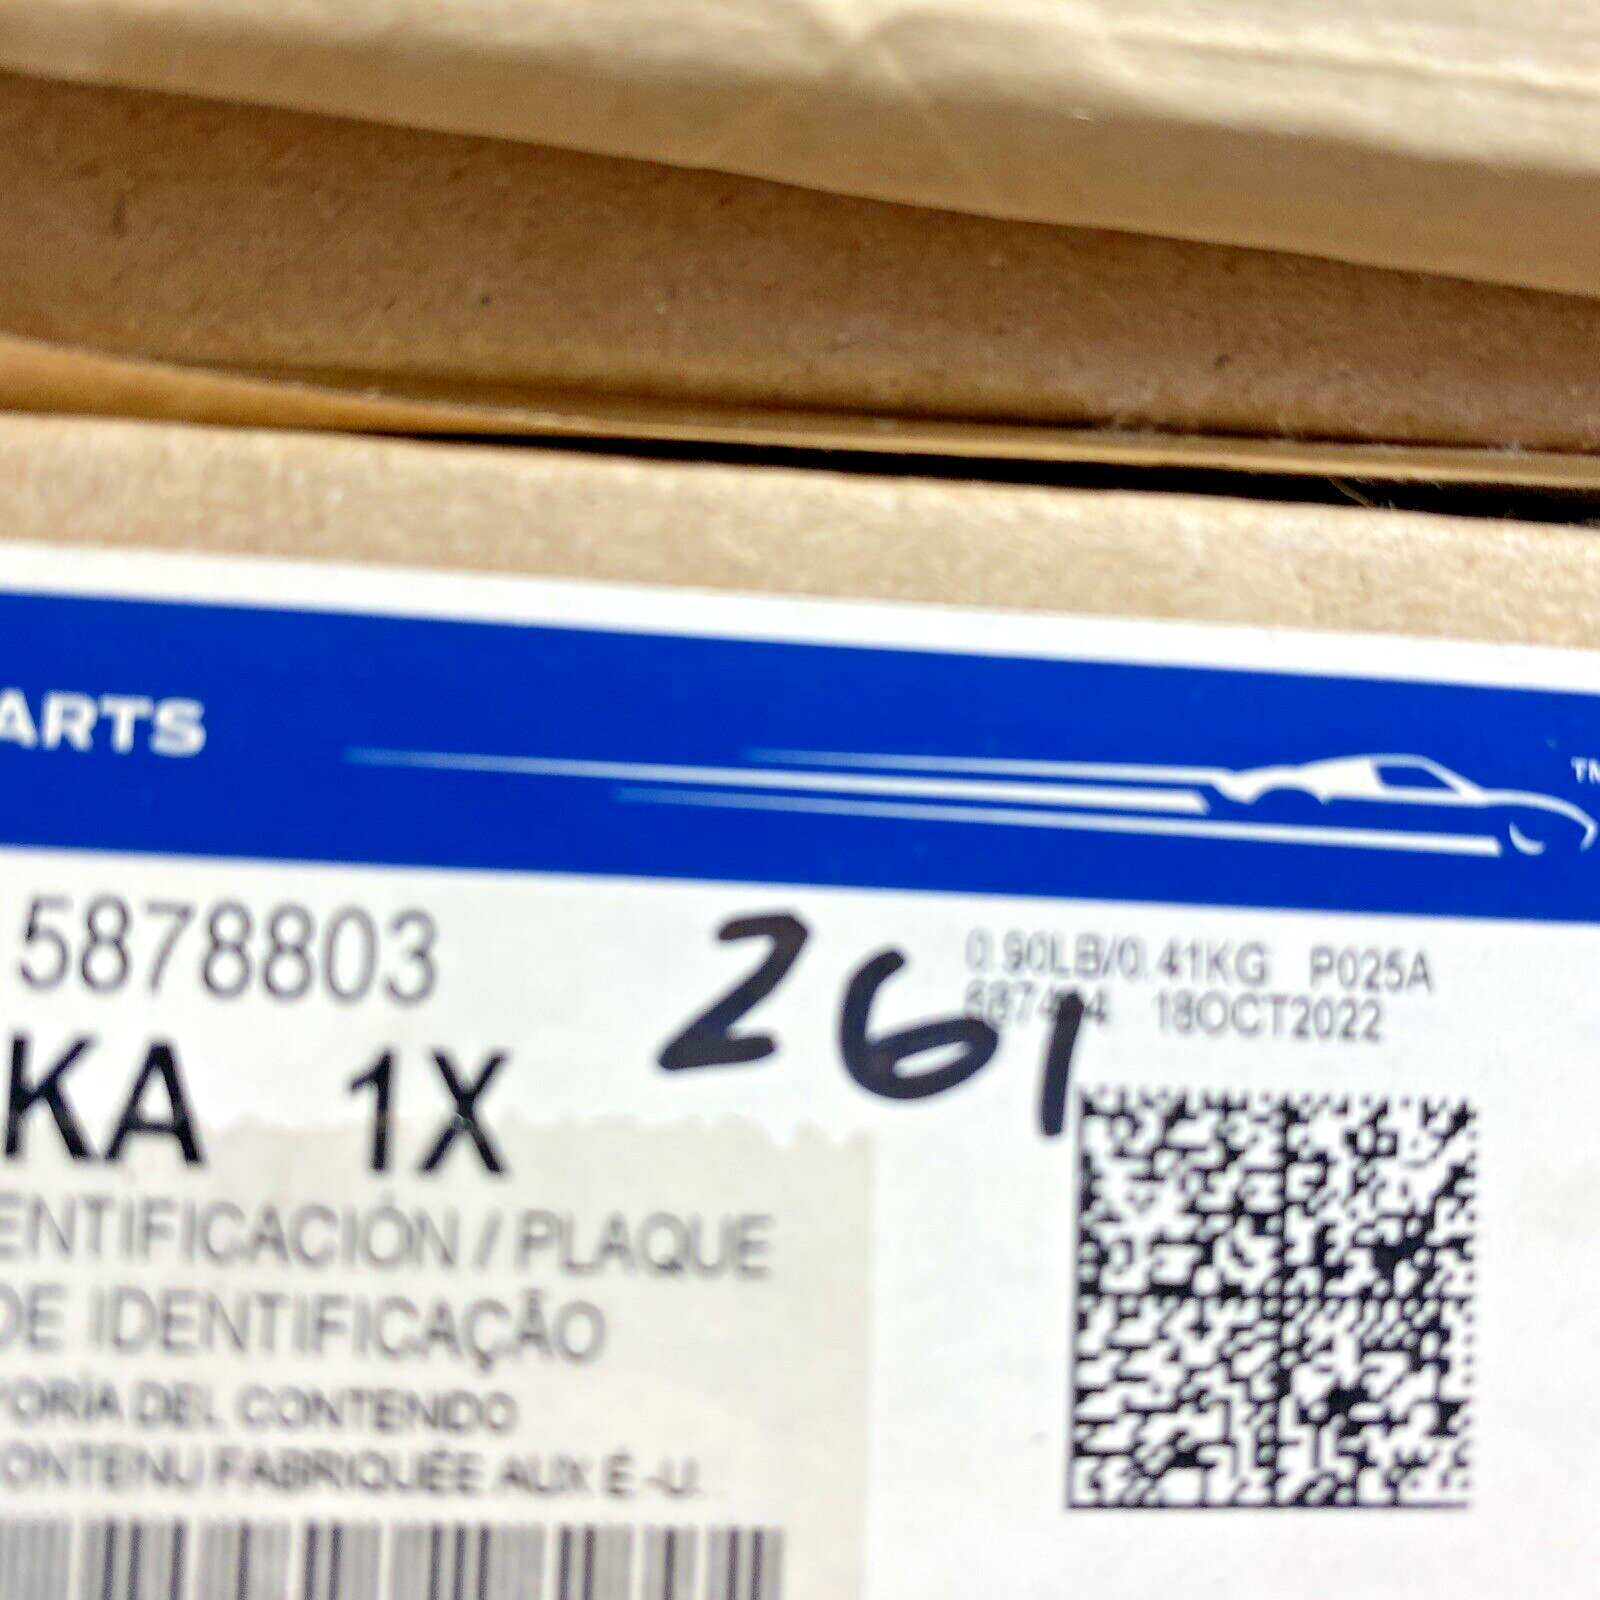 ARTS
TM
5878803
261
0.90LB/0.41KG P025A
18OCT2022
KA 1X
ENTIFICACIÓN / PLAQUE
DE IDENTIFICAÇÃO
YORÍA DEL CONTENIDO
ONTENU FABRIQUÉE AUX É.-U.